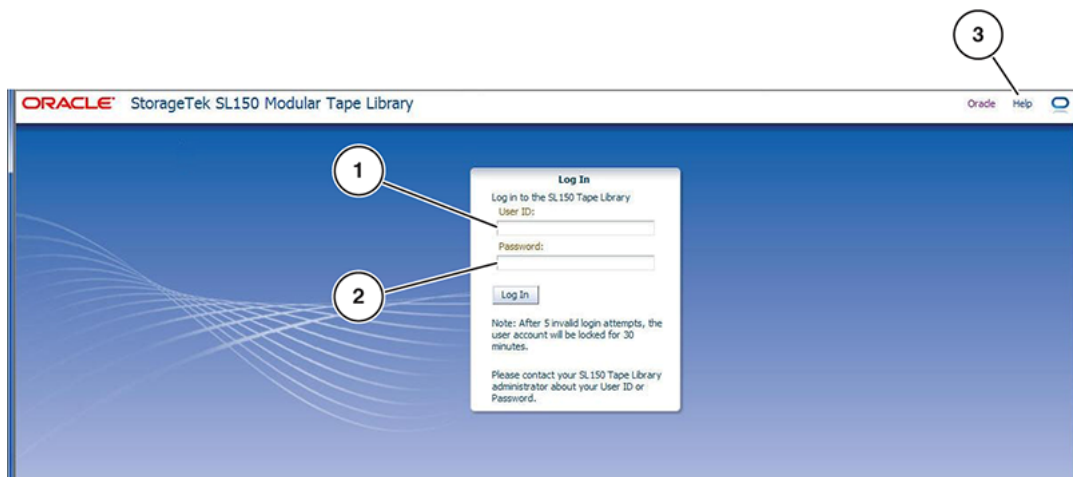 3
ORACLE® StorageTek SL150 Modular Tape Library
Oracle Help
1
Log In
Log in to the SL150 Tape Library
User ID:
Password:
2
Log In
Note: After 5 invalid login attempts, the
user account will be locked for 30
minutes.
Please contact your SL150 Tape Library
administrator about your User ID or
Password.